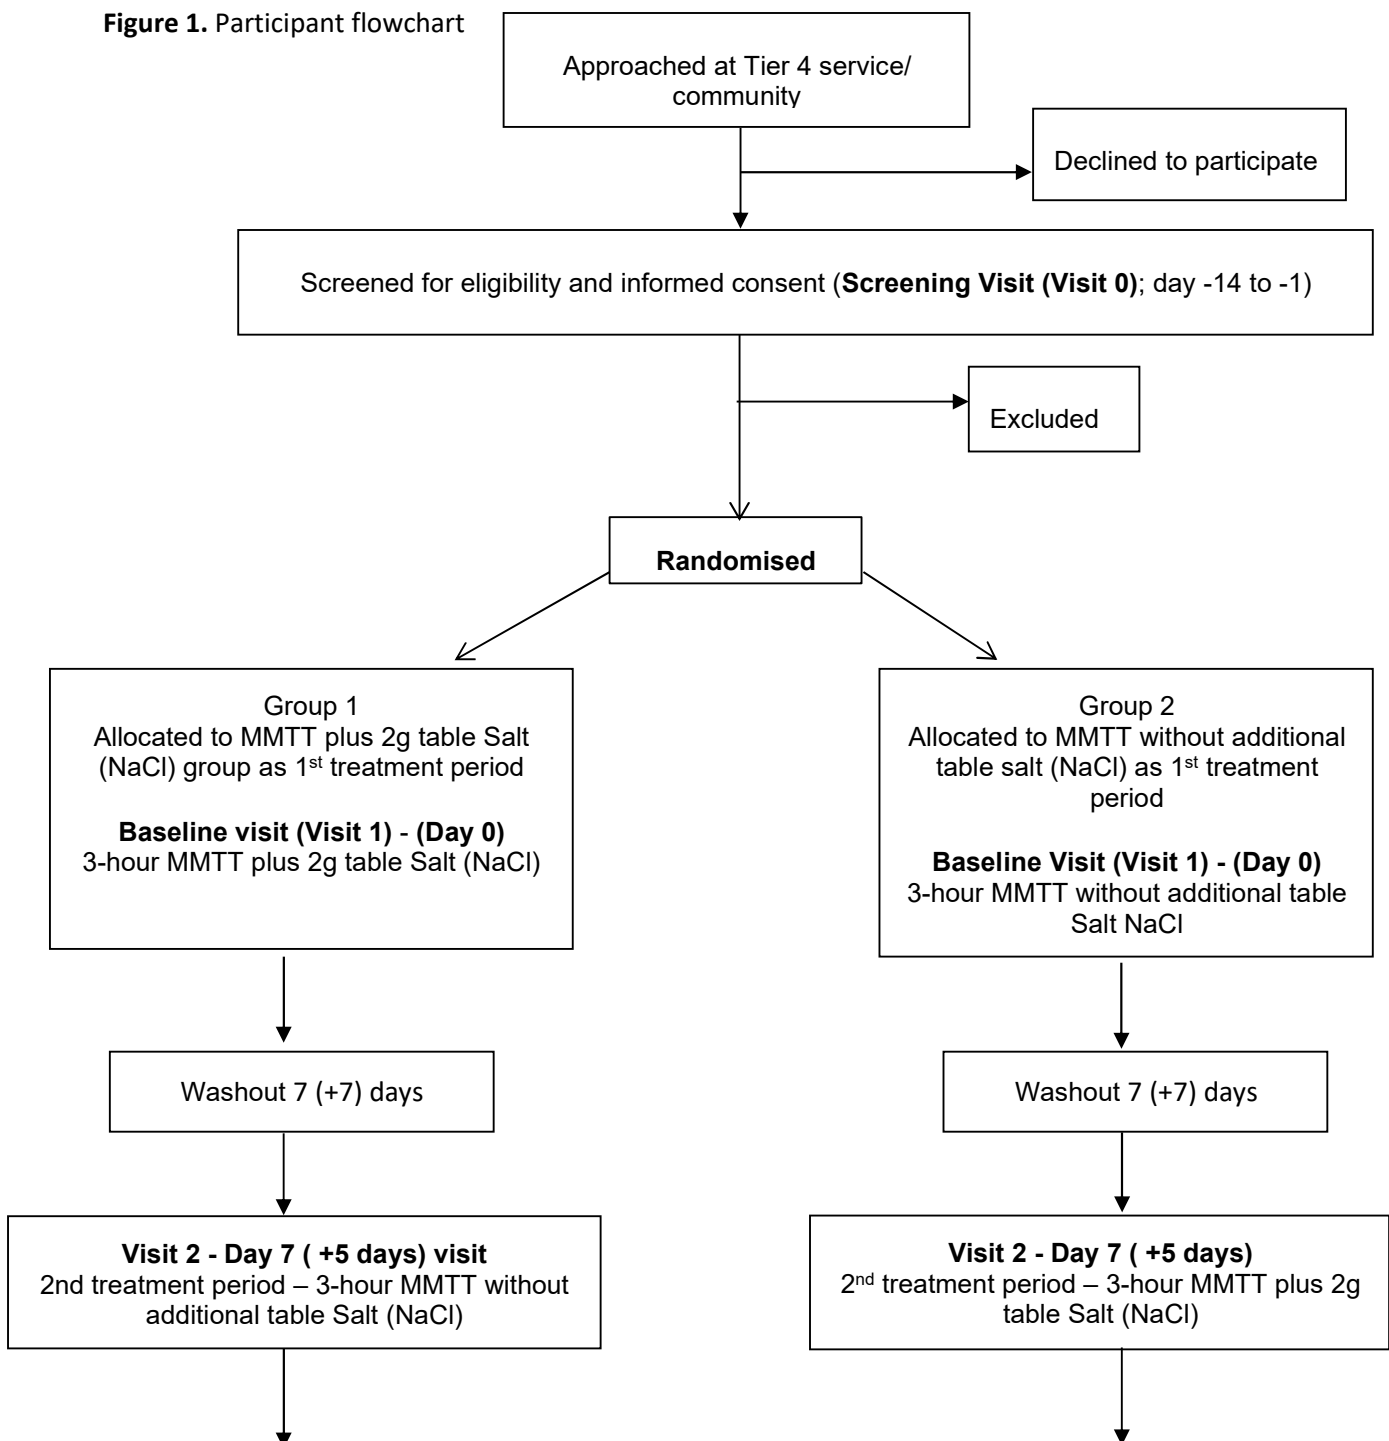 Figure 1. Participant flowchart
Approached at Tier 4 service/
community
Declined to participate
Screened for eligibility and informed consent (Screening Visit (Visit 0); day -14 to -1)
Excluded
Randomised
Group 1
Allocated to MMTT plus 2g table Salt
(NaCl) group as 1st treatment period
Baseline visit (Visit 1) - (Day 0)
3-hour MMTT plus 2g table Salt (NaCl)
Group 2
Allocated to MMTT without additional
table salt (NaCl) as 1st treatment
period
Baseline Visit (Visit 1) - (Day 0)
3-hour MMTT without additional table
Salt NaCl
Washout 7 (+7) days
Washout 7 (+7) days
Visit 2 - Day 7 ( +5 days) visit
2nd treatment period – 3-hour MMTT without
additional table Salt (NaCl)
Visit 2 - Day 7 ( +5 days)
2nd treatment period – 3-hour MMTT plus 2g
table Salt (NaCl)